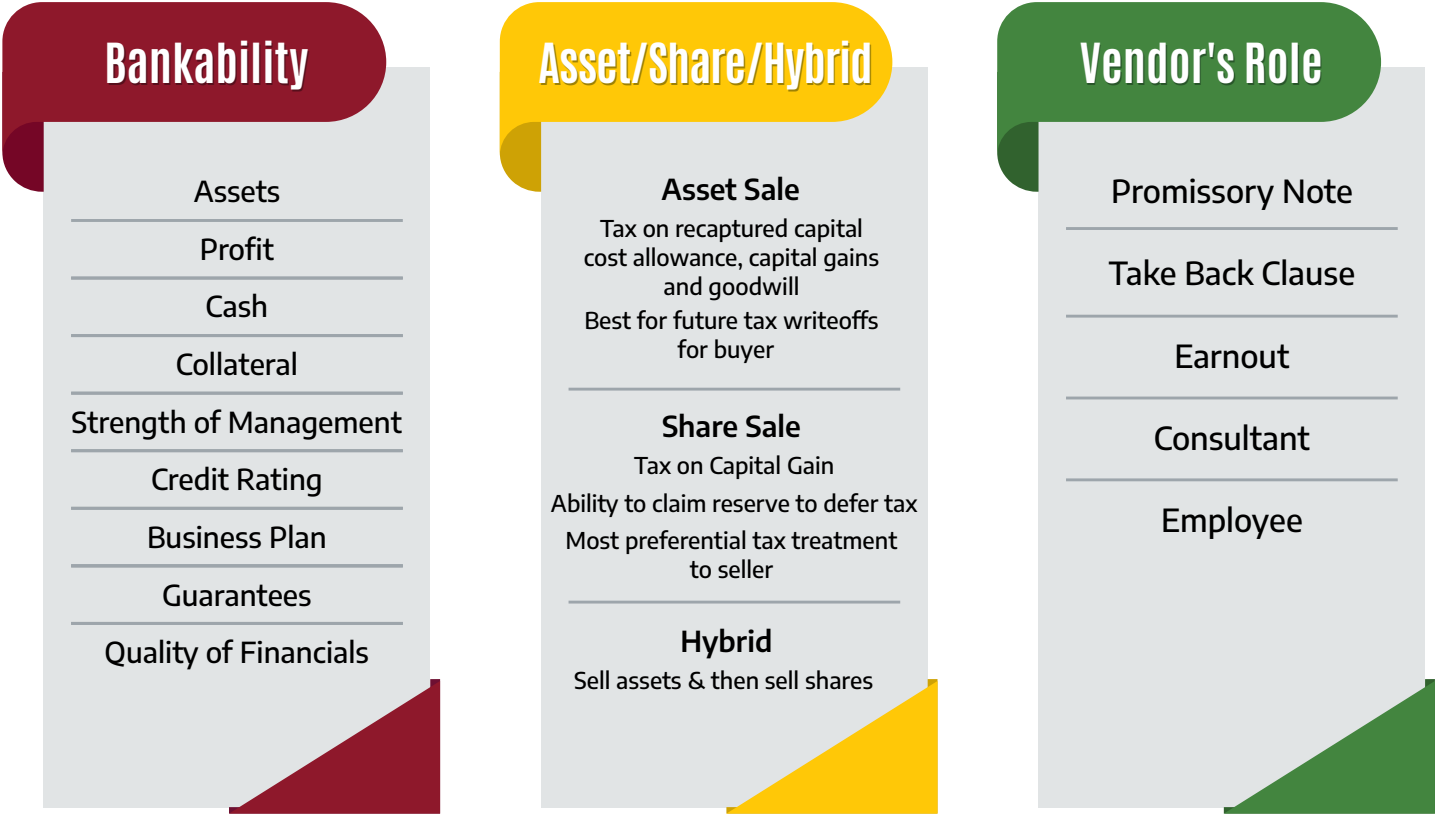 Bankability
Assets
Profit
Cash
Collateral
Strength of Management
Credit Rating
Business Plan
Guarantees
Quality of Financials
Asset/Share/Hybrid
Asset Sale
Tax on recaptured capital
cost allowance, capital gains
and goodwill
Best for future tax writeoffs
for buyer
Share Sale
Tax on Capital Gain
Ability to claim reserve to defer tax
Most preferential tax treatment
to seller
Hybrid
Sell assets & then sell shares
Vendor's Role
Promissory Note
Take Back Clause
Earnout
Consultant
Employee